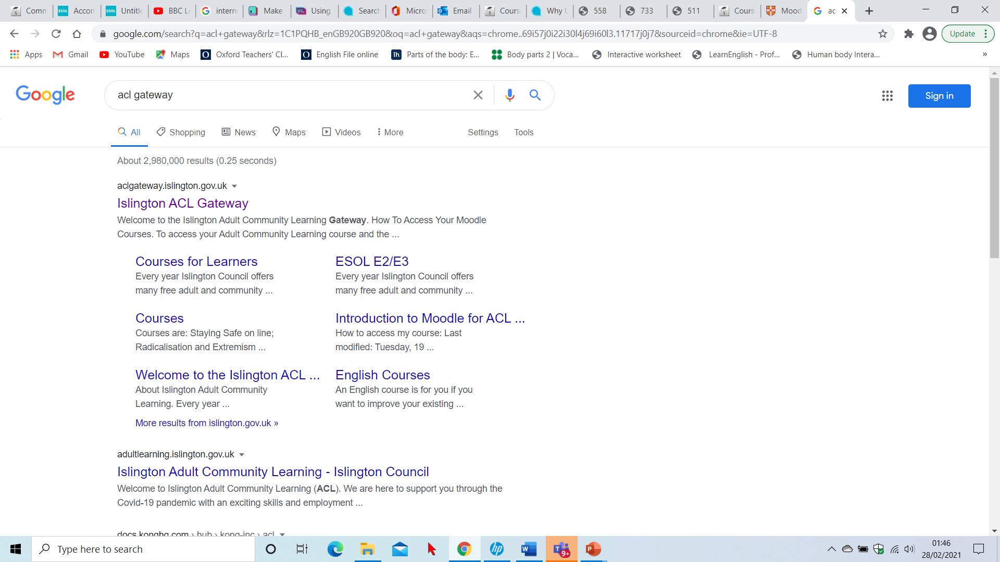 Comm
Accom
Untitle
BBC Le
intern
Make
Using
Search
Micros
Email
Cours
Why U
558
733
511
Cours
Mood
ac
google.com/search?q=acl+gateway&rlz=1C1PQHB_enGB920GB920&oq=acl+gateway&aqs=chrome..69i57j0i22i30l4j69i60l3.11717j0j7&sourceid=chrome&ie=UTF-8
Update
Apps
Gmail
YouTube
Maps
Oxford Teachers' Cl...
English File online
Parts of the body: E...
Body parts 2 | Voca...
Interactive worksheet
LearnEnglish - Prof...
Human body Intera...
»
Google
acl gateway
Sign in
All
Shopping
News
Maps
Videos
More
Settings
Tools
About 2,980,000 results (0.25 seconds)
aclgateway.islington.gov.uk
Islington ACL Gateway
Welcome to the Islington Adult Community Learning Gateway. How To Access Your Moodle
Courses. To access your Adult Community Learning course and the ...
Courses for Learners
Every year Islington Council offers
many free adult and community ...
ESOL E2/E3
Every year Islington Council offers
many free adult and community ...
Courses
Courses are: Staying Safe on line;
Radicalisation and Extremism ...
Introduction to Moodle for ACL ...
How to access my course: Last
modified: Tuesday, 19 ...
Welcome to the Islington ACL ...
About Islington Adult Community
Learning. Every year ...
English Courses
An English course is for you if you
want to improve your existing ...
More results from islington.gov.uk »
adultlearning.islington.gov.uk
Islington Adult Community Learning - Islington Council
Welcome to Islington Adult Community Learning (ACL). We are here to support you through the
Covid-19 pandemic with an exciting skills and employment ...
docs.konghq.com › hub › kong-inc › acl
Type here to search
9+
01:46
28/02/2021